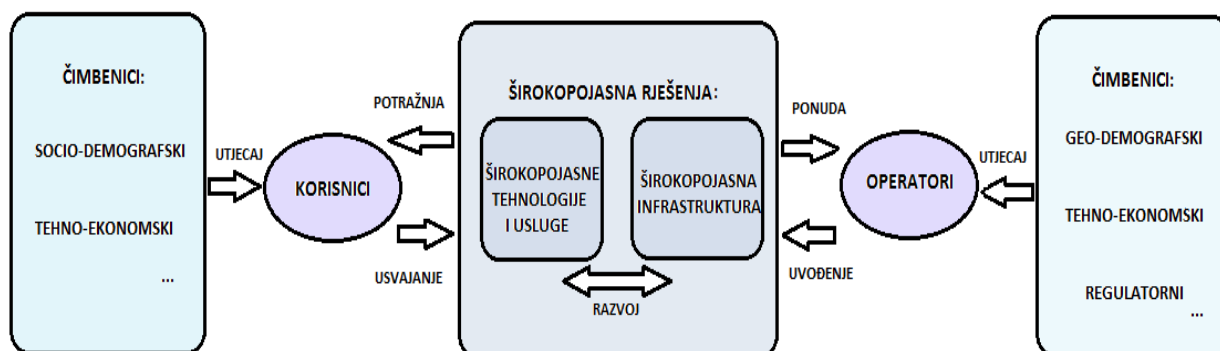 ČIMBENICI:
SOCIO-DEMOGRAFSKI
TEHNO-EKONOMSKI
...
UTJECAJ
KORISNICI
POTRAŽNJA
USVAJANJE
ŠIROKOPOJASNA RJEŠENJA:
ŠIROKOPOJASNE
TEHNOLOGIJE
I USLUGE
ŠIROKOPOJASNA
INFRASTRUKTURA
RAZVOJ
PONUDA
UVOĐENJE
OPERATORI
UTJECAJ
ČIMBENICI:
GEO-DEMOGRAFSKI
TEHNO-EKONOMSKI
REGULATORNI
...